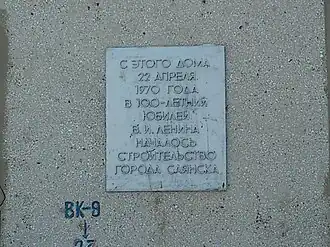 С ЭТОГО ДОМА
22 АПРЕЛЯ
1970 ГОДА
В 100-ЛЕТНИЙ
ЮБИЛЕЙ
В. И. ЛЕНИНА
НАЧАЛОСЬ
СТРОИТЕЛЬСТВО
ГОРОДА САЯНСКА
ВК-9
↓